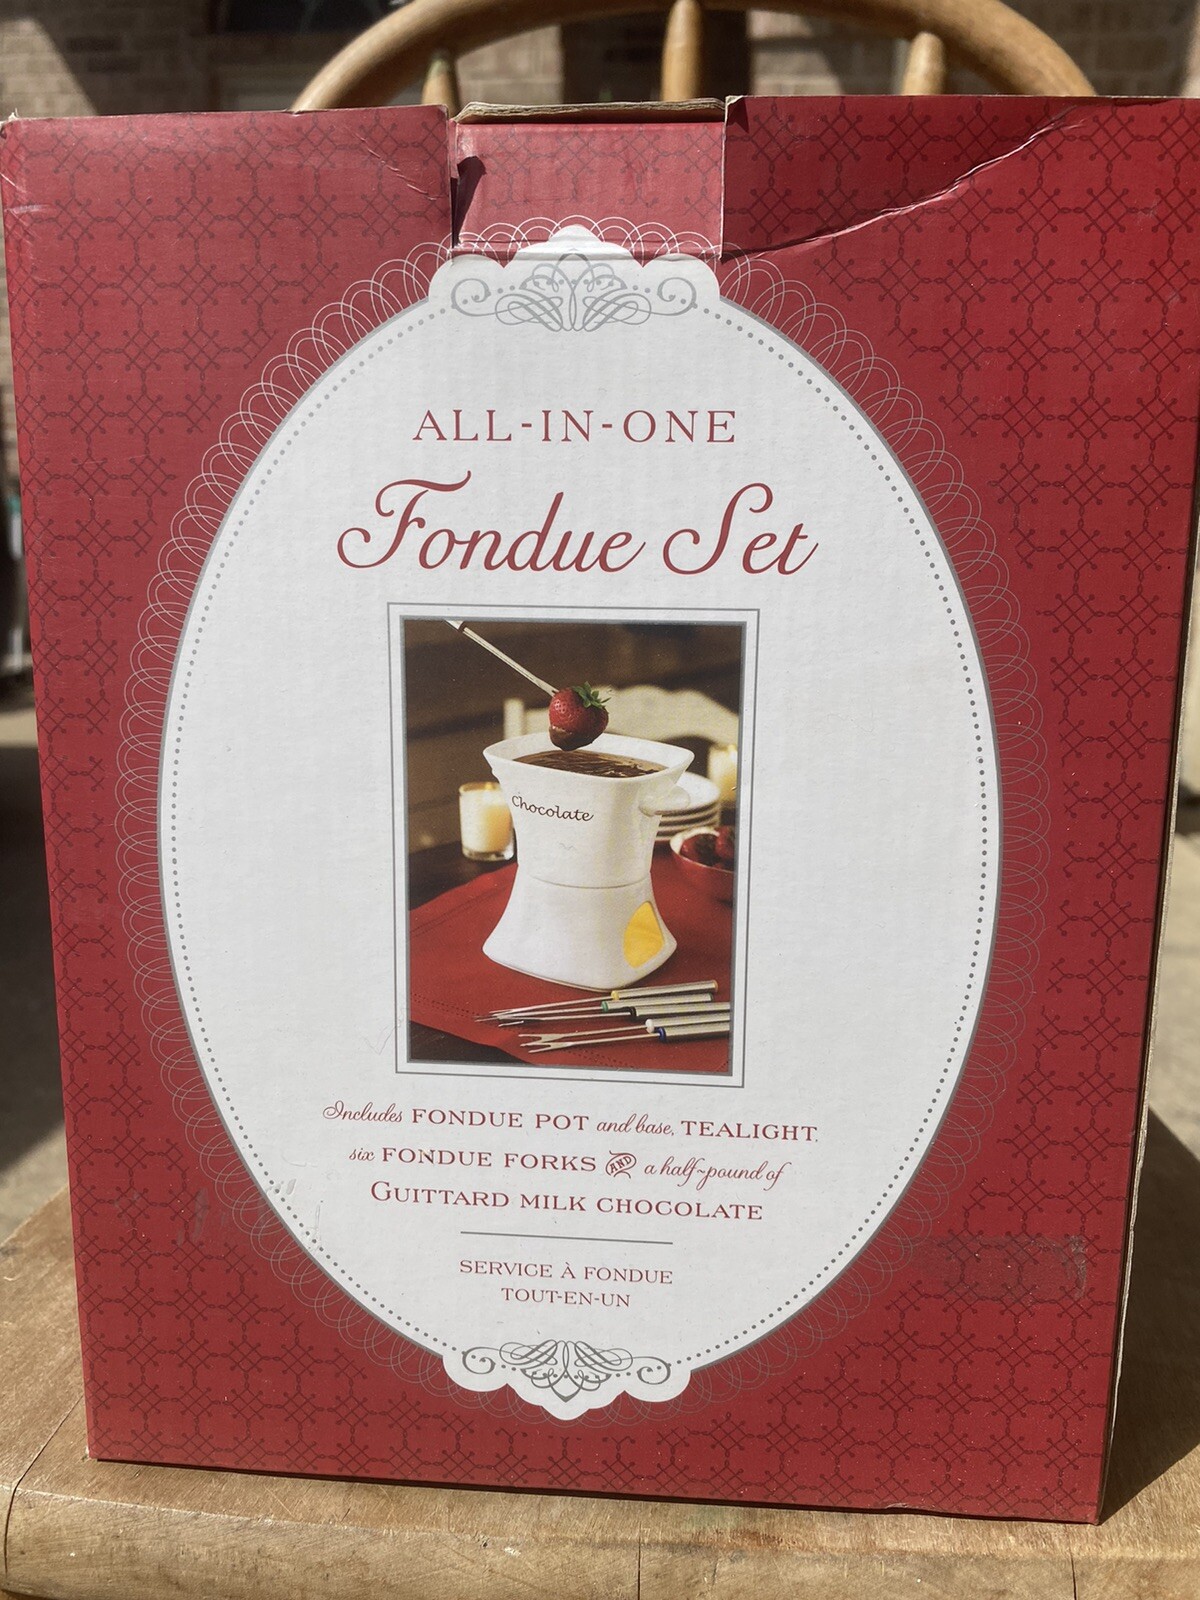 ALL-IN-ONE
Fondue Set
Chocolate
Includes FONDUE POT and base, TEALIGHT,
six FONDUE FORKS AND a half-pound of
GUITTARD MILK CHOCOLATE
SERVICE À FONDUE
TOUT-EN-UN